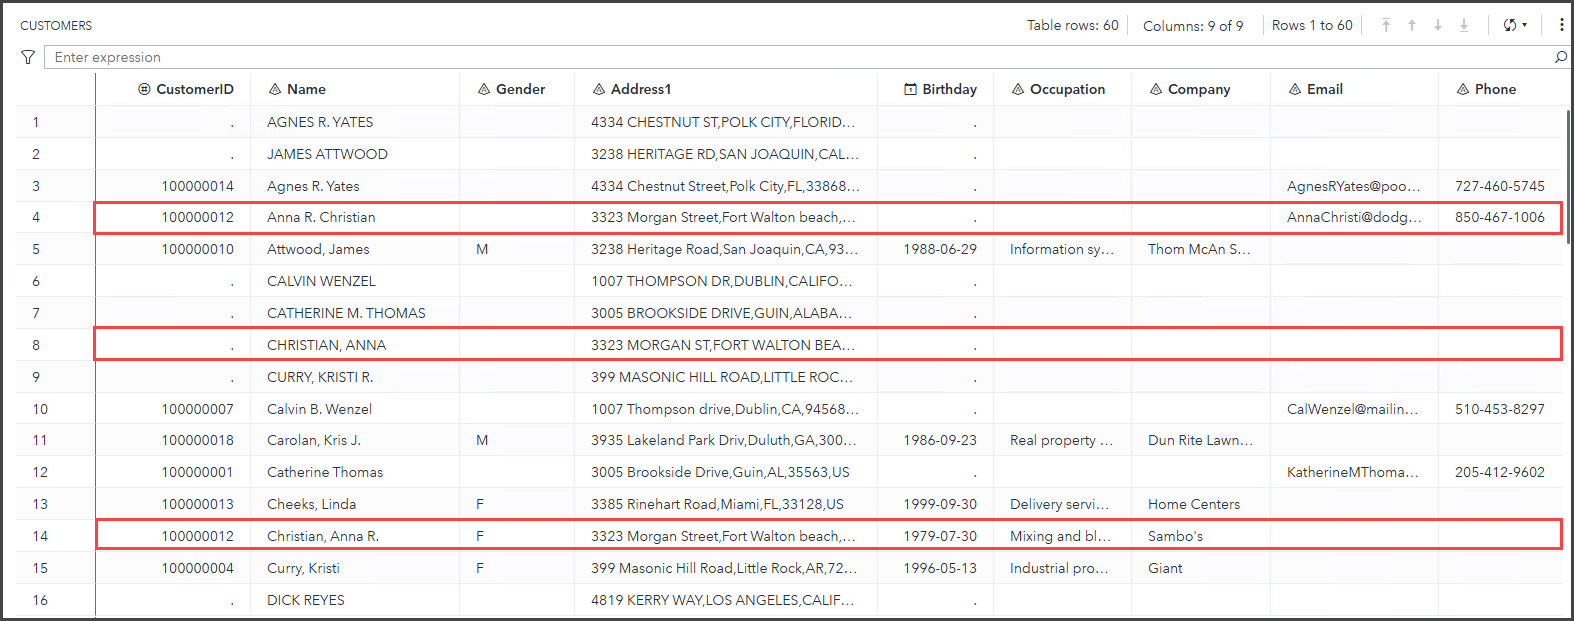 CUSTOMERS Table rows: 60 Columns: 9 of 9 Rows 1 to 60
Enter expression
CustomerID Name Gender Address1 Birthday Occupation Company Email Phone
1 . AGNES R. YATES 4334 CHESTNUT ST,POLK CITY,FLORID... .
2 . JAMES ATTWOOD 3238 HERITAGE RD,SAN JOAQUIN,CAL... .
3 100000014 Agnes R. Yates 4334 Chestnut Street,Polk City,FL,33868... . AgnesRYates@poo... 727-460-5745
4 100000012 Anna R. Christian 3323 Morgan Street,Fort Walton beach,... . AnnaChristi@dodg... 850-467-1006
5 100000010 Attwood, James M 3238 Heritage Road,San Joaquin,CA,93... 1988-06-29 Information sy... Thom McAn S...
6 . CALVIN WENZEL 1007 THOMPSON DR,DUBLIN,CALIFO... .
7 . CATHERINE M. THOMAS 3005 BROOKSIDE DRIVE,GUIN,ALABA... .
8 . CHRISTIAN, ANNA 3323 MORGAN ST,FORT WALTON BEA... .
9 . CURRY, KRISTI R. 399 MASONIC HILL ROAD,LITTLE ROC... .
10 100000007 Calvin B. Wenzel 1007 Thompson drive,Dublin,CA,94568... . CalWenzel@mailin... 510-453-8297
11 100000018 Carolan, Kris J. M 3935 Lakeland Park Driv,Duluth,GA,300... 1986-09-23 Real property ... Dun Rite Lawn...
12 100000001 Catherine Thomas 3005 Brookside Drive,Guin,AL,35563,US . KatherineMThoma... 205-412-9602
13 100000013 Cheeks, Linda F 3385 Rinehart Road,Miami,FL,33128,US 1999-09-30 Delivery servi... Home Centers
14 100000012 Christian, Anna R. F 3323 Morgan Street,Fort Walton beach,... 1979-07-30 Mixing and bl... Sambo's
15 100000004 Curry, Kristi F 399 Masonic Hill Road,Little Rock,AR,72... 1996-05-13 Industrial pro... Giant
16 . DICK REYES 4819 KERRY WAY,LOS ANGELES,CALIF... .